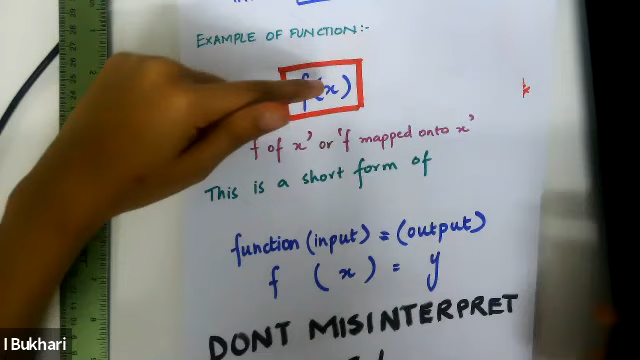 EXAMPLE OF FUNCTION:-
f(x)
f of x' or 'f mapped onto x'
This is a short form of
function (input) = (output)
f (x) = y
DONT MISINTERPRET
I Bukhari